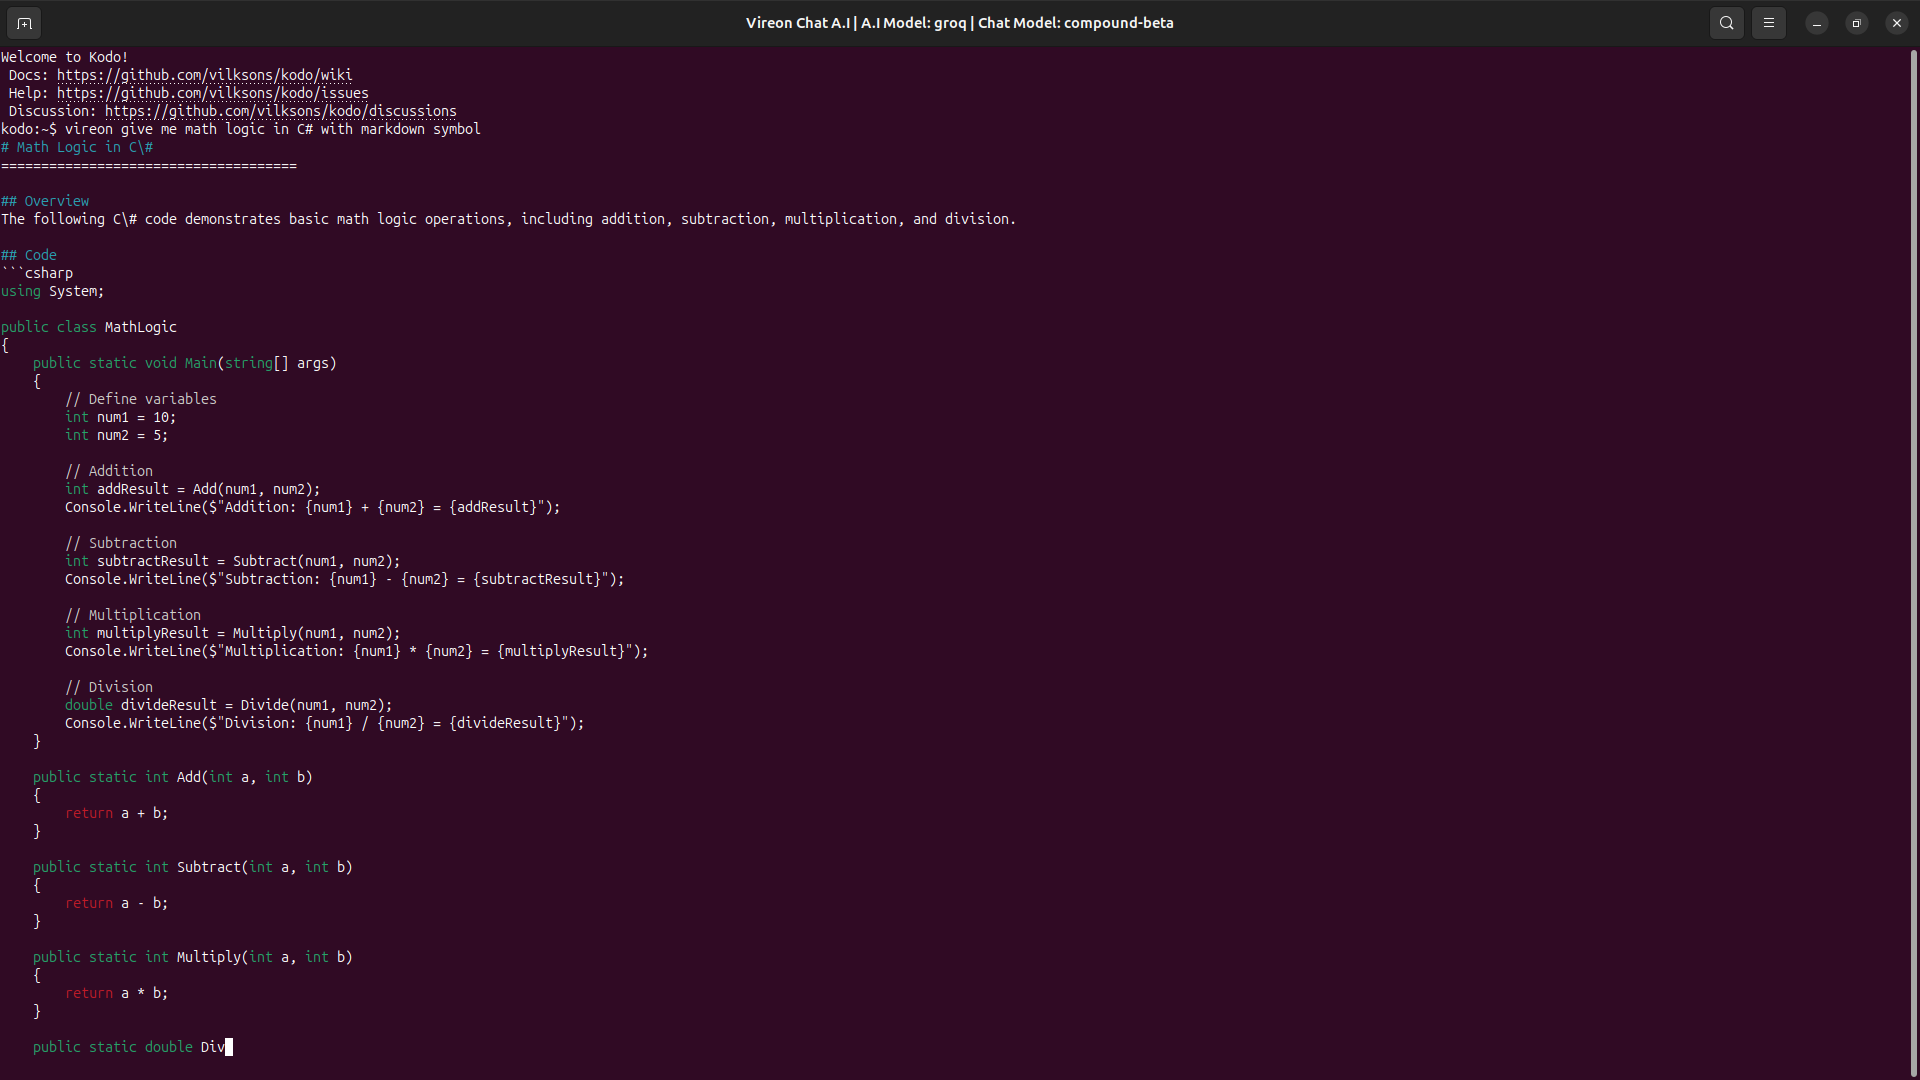 Vireon Chat A.I | A.I Model: groq | Chat Model: compound-beta
Welcome to Kodo!
 Docs: https://github.com/vilksons/kodo/wiki
 Help: https://github.com/vilksons/kodo/issues
 Discussion: https://github.com/vilksons/kodo/discussions
kodo:~$ vireon give me math logic in C# with markdown symbol
# Math Logic in C\#
=====================================

## Overview
The following C\# code demonstrates basic math logic operations, including addition, subtraction, multiplication, and division.

## Code
```csharp
using System;

public class MathLogic
{
    public static void Main(string[] args)
    {
        // Define variables
        int num1 = 10;
        int num2 = 5;

        // Addition
        int addResult = Add(num1, num2);
        Console.WriteLine($"Addition: {num1} + {num2} = {addResult}");

        // Subtraction
        int subtractResult = Subtract(num1, num2);
        Console.WriteLine($"Subtraction: {num1} - {num2} = {subtractResult}");

        // Multiplication
        int multiplyResult = Multiply(num1, num2);
        Console.WriteLine($"Multiplication: {num1} * {num2} = {multiplyResult}");

        // Division
        double divideResult = Divide(num1, num2);
        Console.WriteLine($"Division: {num1} / {num2} = {divideResult}");
    }

    public static int Add(int a, int b)
    {
        return a + b;
    }

    public static int Subtract(int a, int b)
    {
        return a - b;
    }

    public static int Multiply(int a, int b)
    {
        return a * b;
    }

    public static double Div